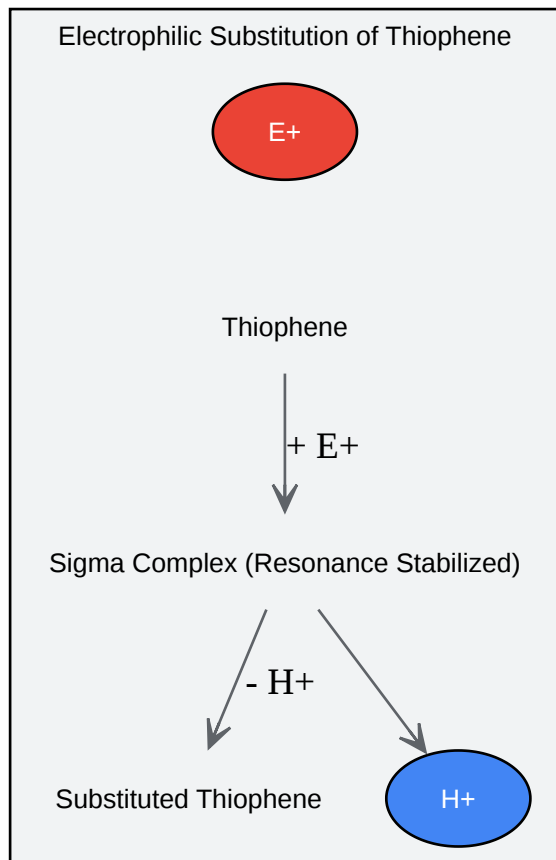 Electrophilic Substitution of Thiophene
E+
Thiophene
+ E+
Sigma Complex (Resonance Stabilized)
- H+
Substituted Thiophene
H+